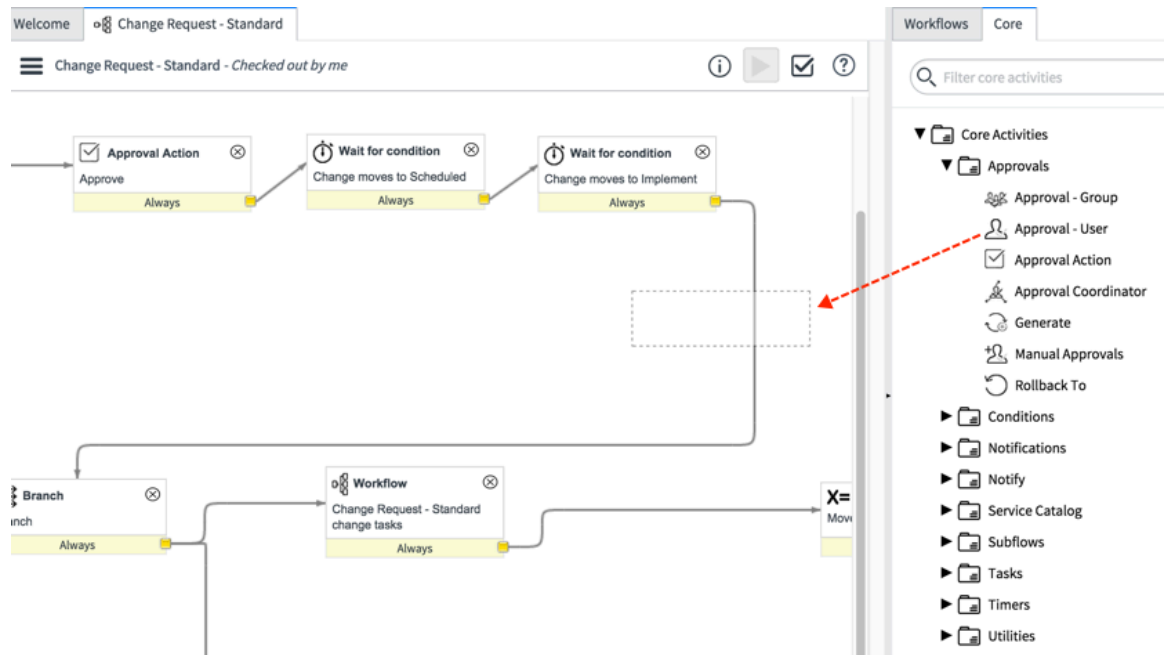 Welcome
Change Request - Standard
Change Request - Standard - Checked out by me
Approval Action
Approve
Always
Wait for condition
Change moves to Scheduled
Always
Wait for condition
Change moves to Implement
Always
Branch
Always
Workflow
Change Request - Standard
change tasks
Always
X=
Workflows
Core
Filter core activities
Core Activities
Approvals
Approval - Group
Approval - User
Approval Action
Approval Coordinator
Generate
Manual Approvals
Rollback To
Conditions
Notifications
Notify
Service Catalog
Subflows
Tasks
Timers
Utilities